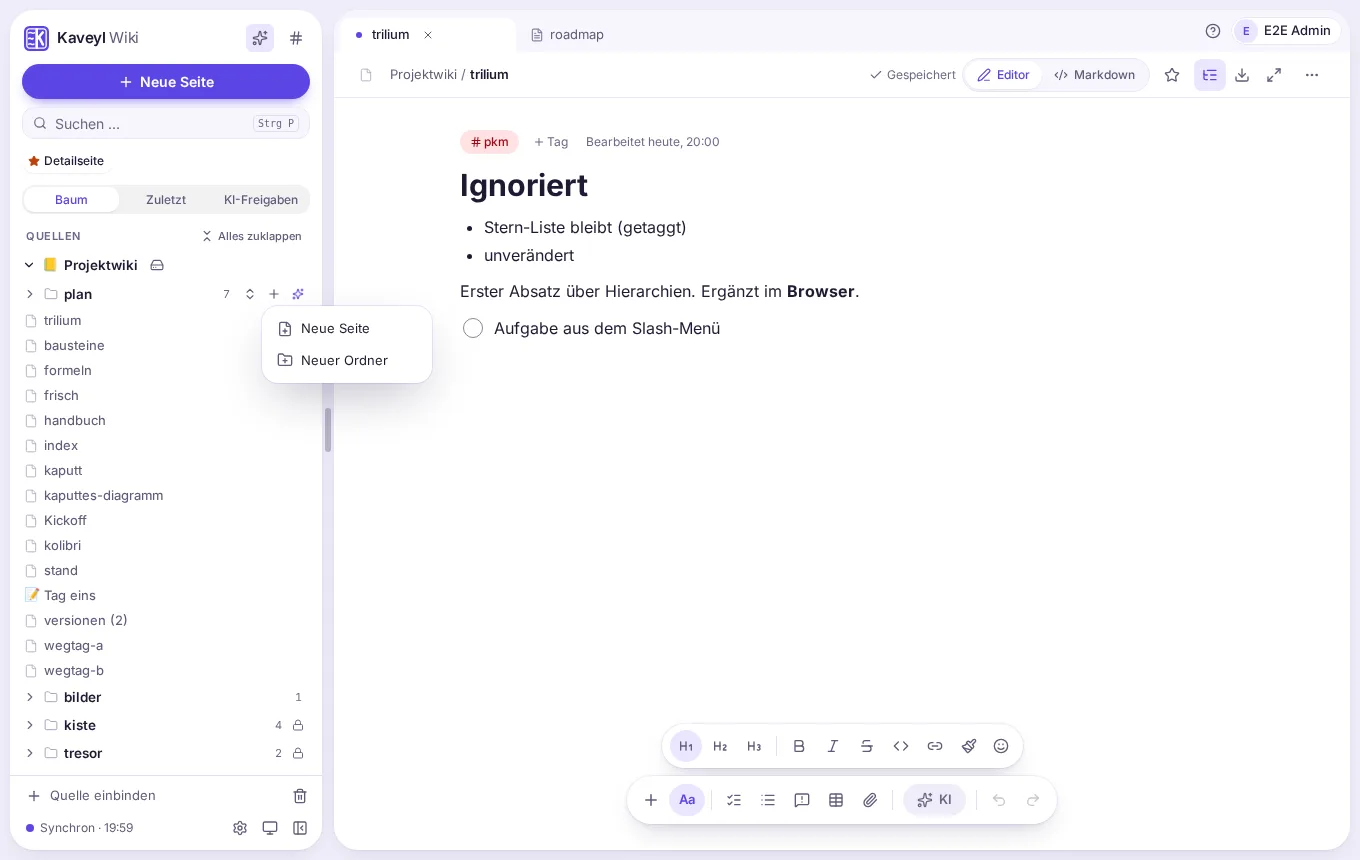 Kaveyl Wiki
Neue Seite
Suchen ...
Strg P
Detailseite
Baum
Zuletzt
KI-Freigaben
QUELLEN
Alles zuklappen
Projektwiki
plan
7
trilium
bausteine
formeln
frisch
handbuch
index
kaputt
kaputtes-diagramm
Kickoff
kolibri
stand
Tag eins
versionen (2)
wegtag-a
wegtag-b
bilder
1
kiste
4
tresor
2
Quelle einbinden
Synchron · 19:59
Neue Seite
Neuer Ordner
trilium
roadmap
E
E2E Admin
Projektwiki / trilium
Gespeichert
Editor
Markdown
# pkm
+ Tag
Bearbeitet heute, 20:00
Ignoriert
• Stern-Liste bleibt (getaggt)
• unverändert
Erster Absatz über Hierarchien. Ergänzt im Browser.
Aufgabe aus dem Slash-Menü
H1
H2
H3
B
I
S
Aa
KI